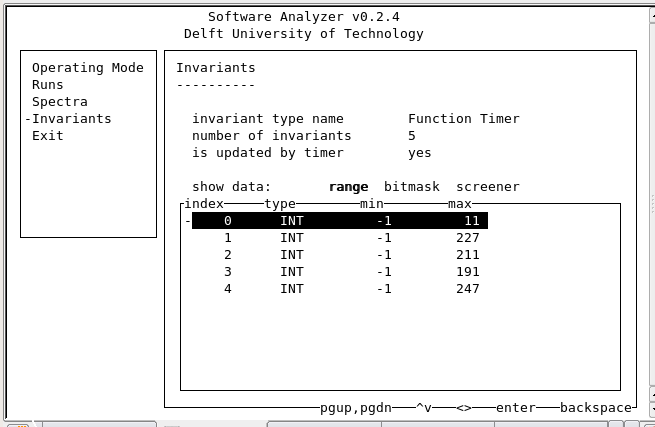 Software Analyzer v0.2.4
Delft University of Technology
Operating Mode
Runs
Spectra
-Invariants
Exit
Invariants
----------
invariant type name Function Timer
number of invariants 5
is updated by timer yes
show data: range bitmask screener
index type min max
-0 INT -1 11
1 INT -1 227
2 INT -1 211
3 INT -1 191
4 INT -1 247
pgup,pgdn ^v <> enter backspace